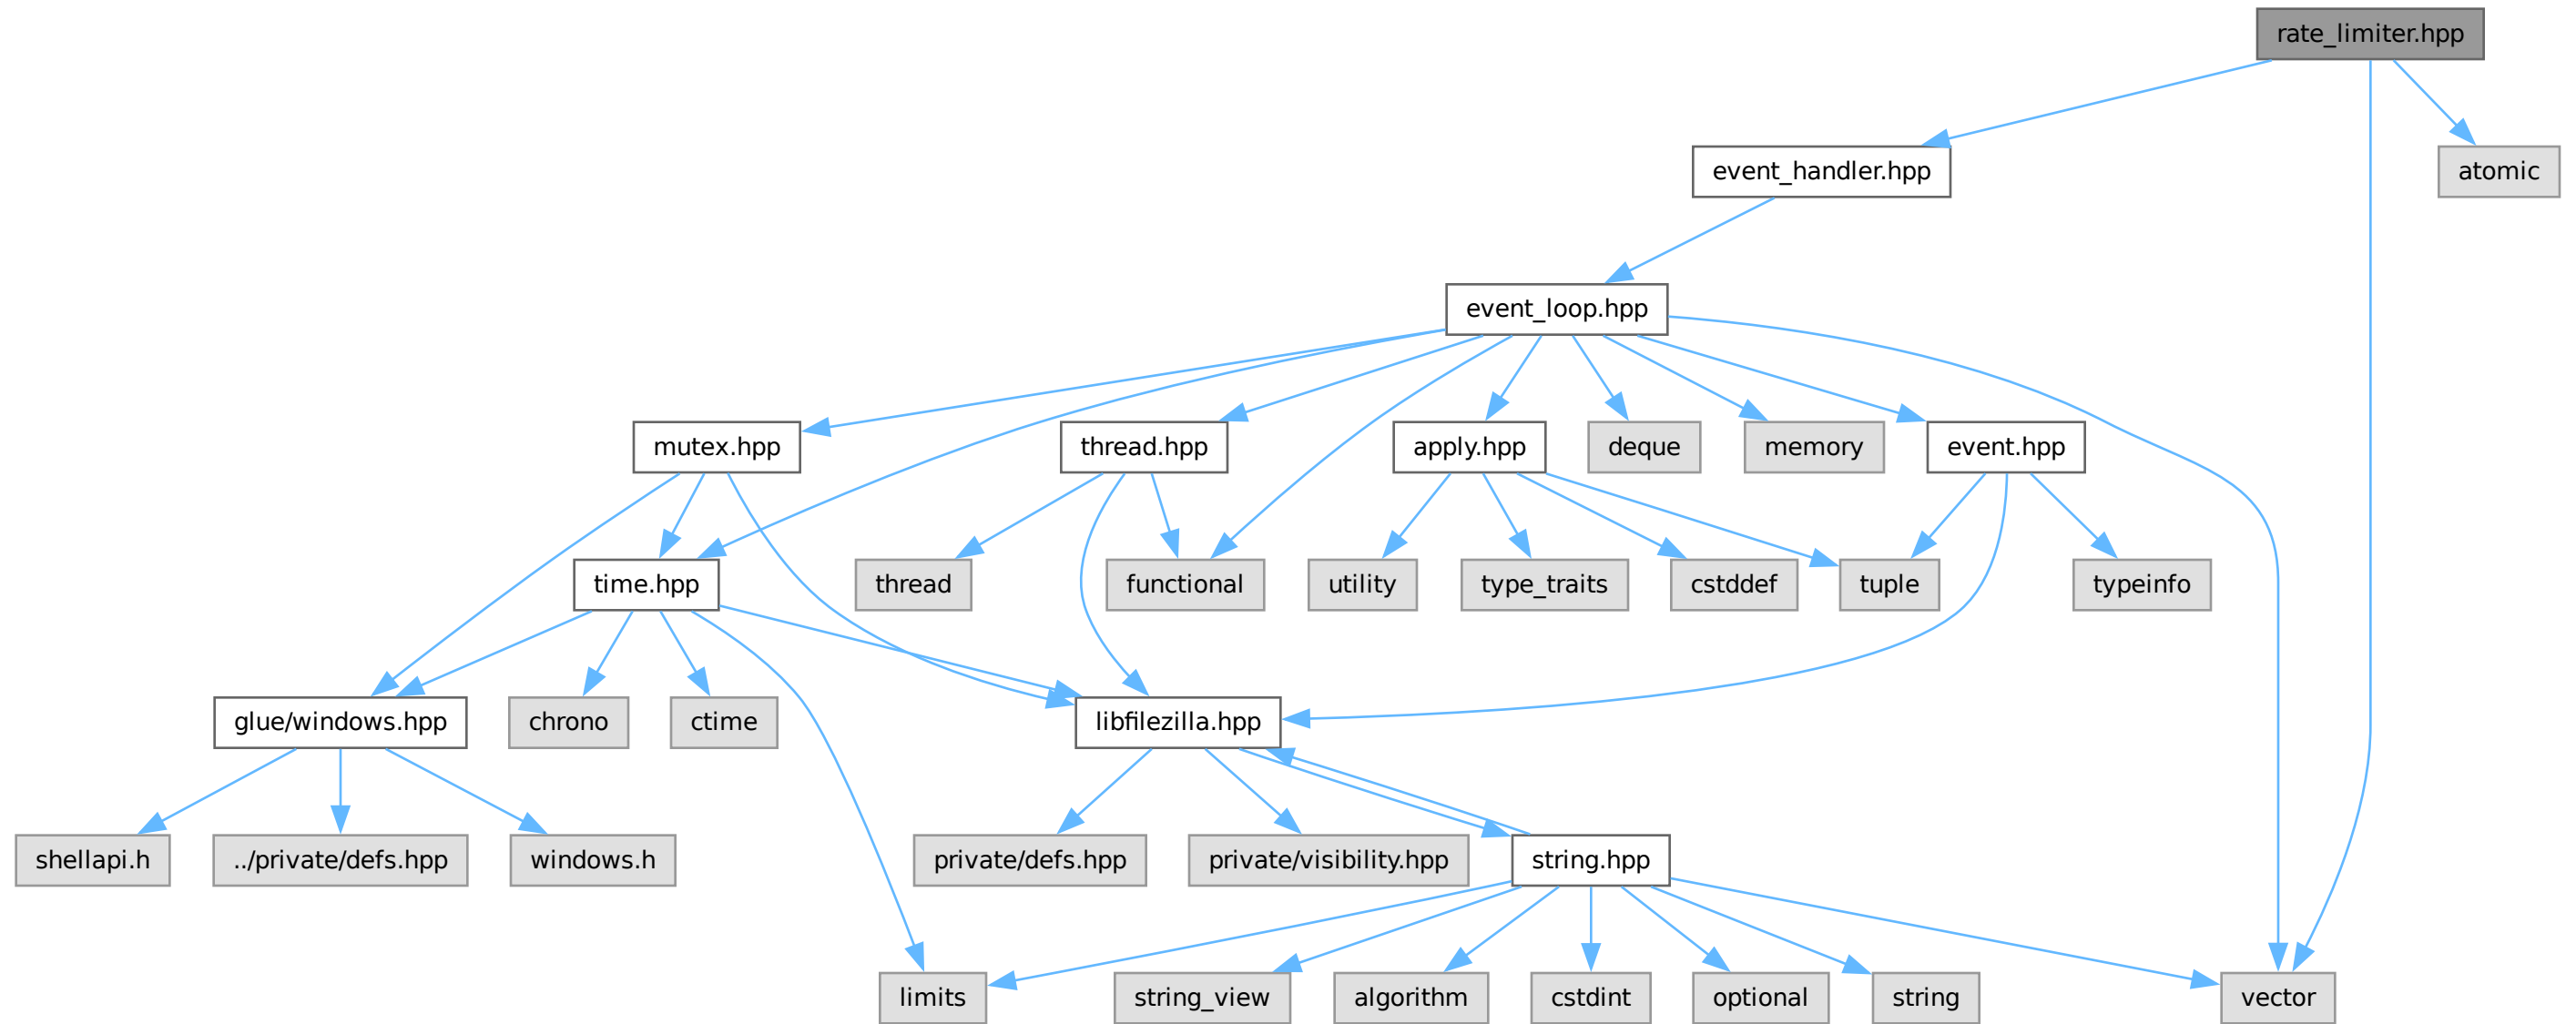 rate_limiter.hpp
event_handler.hpp
atomic
event_loop.hpp
mutex.hpp
thread.hpp
apply.hpp
deque
memory
event.hpp
time.hpp
thread
functional
utility
type_traits
cstddef
tuple
typeinfo
glue/windows.hpp
chrono
ctime
libfilezilla.hpp
shellapi.h
../private/defs.hpp
windows.h
private/defs.hpp
private/visibility.hpp
string.hpp
limits
string_view
algorithm
cstdint
optional
string
vector